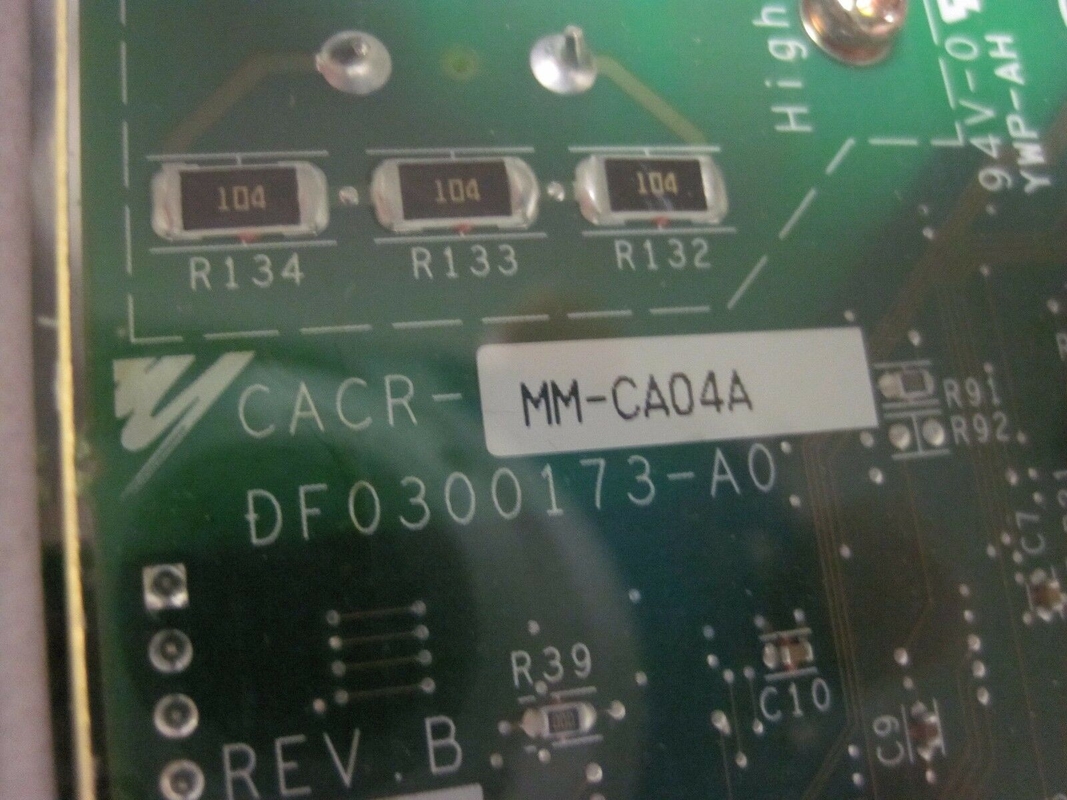 High
94V-0
YWP-AH
104 104 104
R134 R133 R132
CACR- MM-CA04A
R91
R92
DF0300173-A0
C7
R39
C10
C9
REV.B